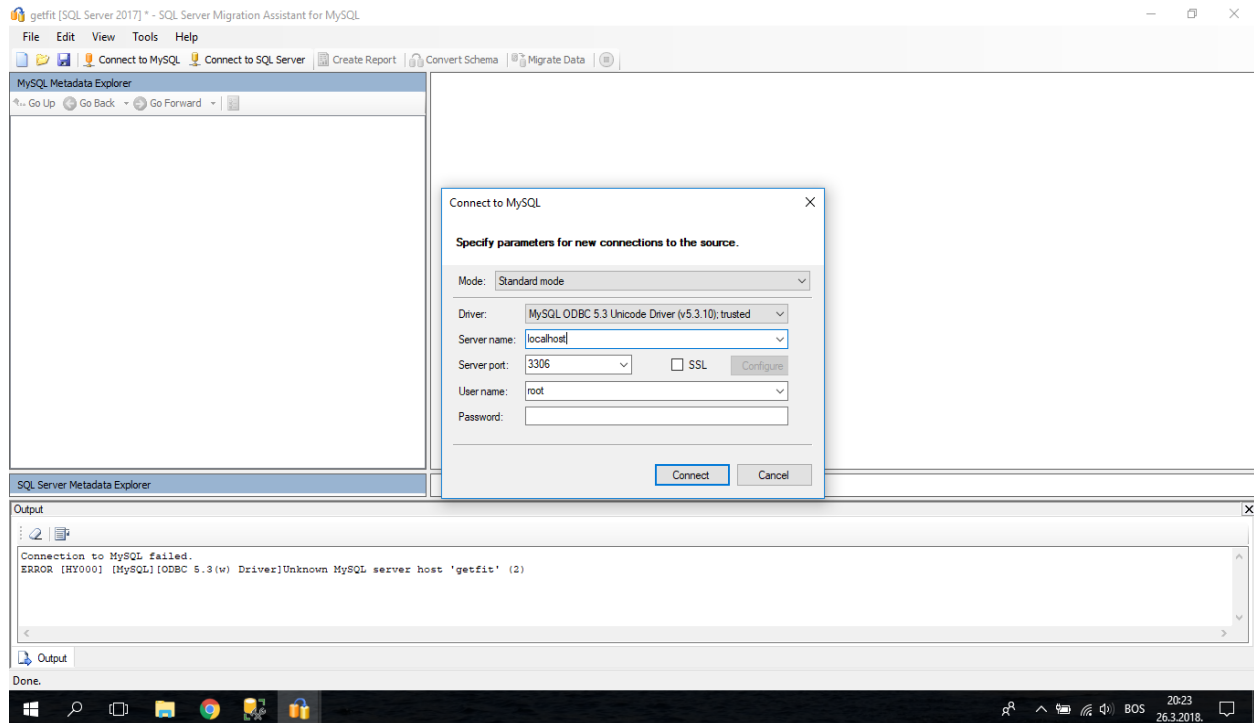 getfit [SQL Server 2017] * - SQL Server Migration Assistant for MySQL
File Edit View Tools Help
Connect to MySQL Connect to SQL Server Create Report Convert Schema Migrate Data
MySQL Metadata Explorer
Go Up Go Back Go Forward
Connect to MySQL
Specify parameters for new connections to the source.
Mode: Standard mode
Driver: MySQL ODBC 5.3 Unicode Driver (v5.3.10); trusted
Server name: localhost
Server port: 3306 SSL Configure
User name: root
Password:
Connect Cancel
SQL Server Metadata Explorer
Output
Connection to MySQL failed.
ERROR [HY000] [MySQL][ODBC 5.3(w) Driver]Unknown MySQL server host 'getfit' (2)
Output
Done.
BOS
20:23
26.3.2018.